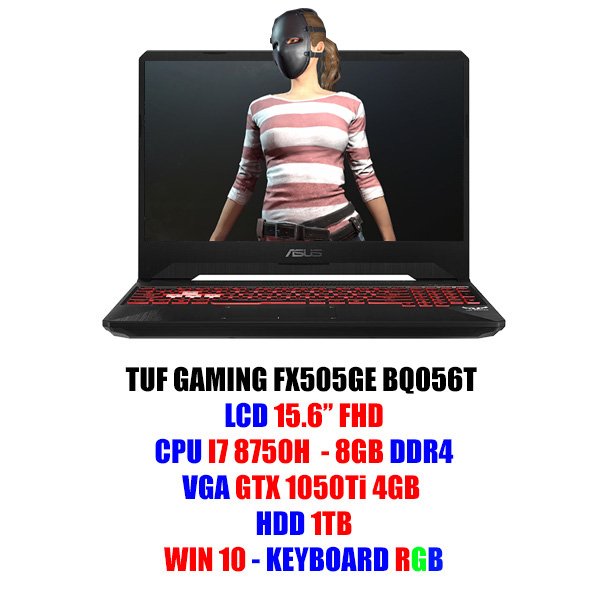 ASUS
TUF GAMING FX505GE BQ056T
LCD 15.6” FHD
CPU I7 8750H - 8GB DDR4
VGA GTX 1050Ti 4GB
HDD 1TB
WIN 10 - KEYBOARD RGB